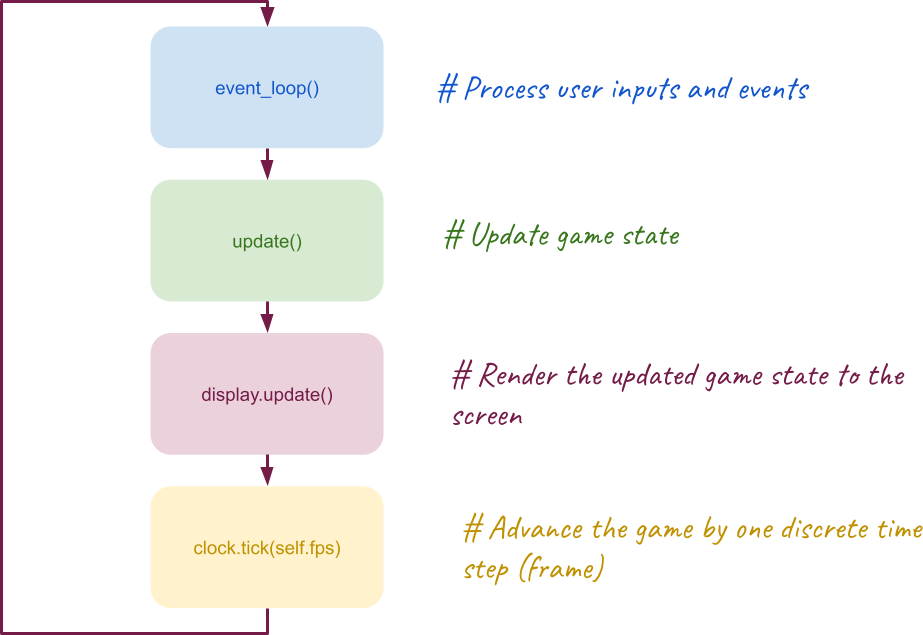 event_loop()
# Process user inputs and events
update()
# Update game state
display.update()
# Render the updated game state to the
screen
clock.tick(self.fps)
# Advance the game by one discrete time
step (frame)